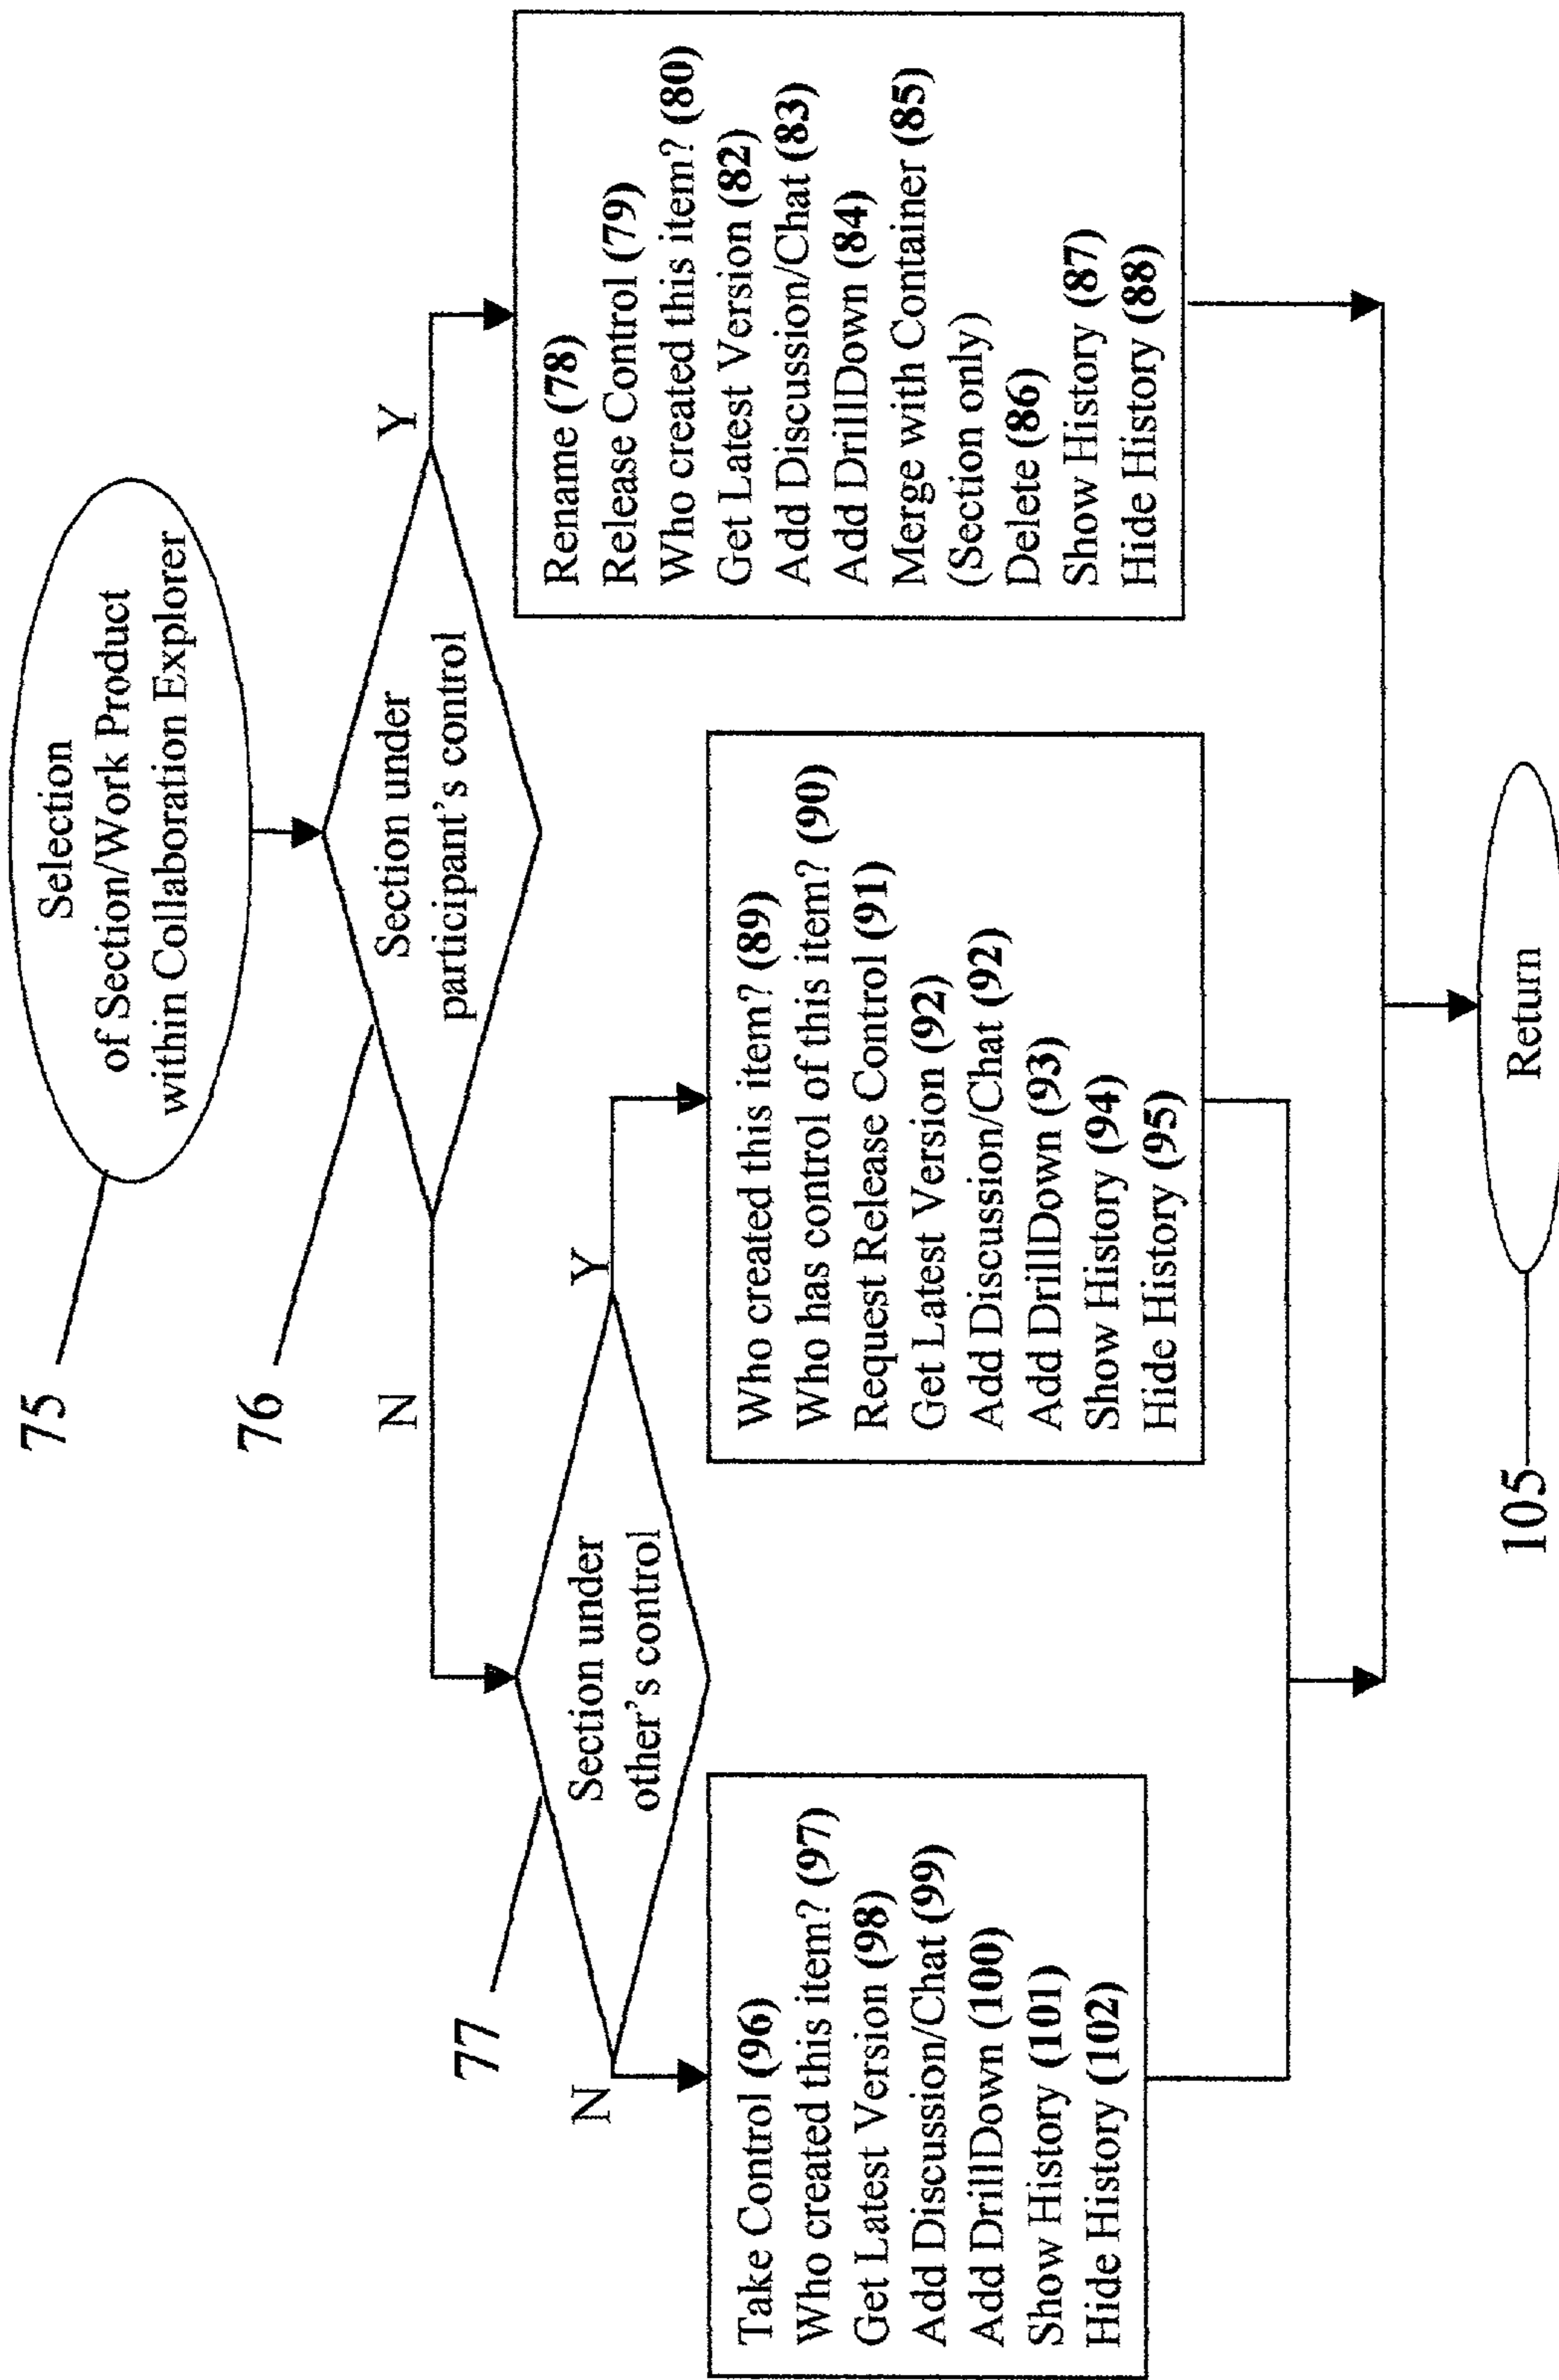 75
Selection
of Section/Work Product
within Collaboration Explorer
76
Section under
participant's control
N
Y
77
Section under
other's control
N
Y
Take Control (96)
Who created this item? (97)
Get Latest Version (98)
Add Discussion/Chat (99)
Add DrillDown (100)
Show History (101)
Hide History (102)
Who created this item? (89)
Who has control of this item? (90)
Request Release Control (91)
Get Latest Version (92)
Add Discussion/Chat (92)
Add DrillDown (93)
Show History (94)
Hide History (95)
Rename (78)
Release Control (79)
Who created this item? (80)
Get Latest Version (82)
Add Discussion/Chat (83)
Add DrillDown (84)
Merge with Container (85)
(Section only)
Delete (86)
Show History (87)
Hide History (88)
105
Return